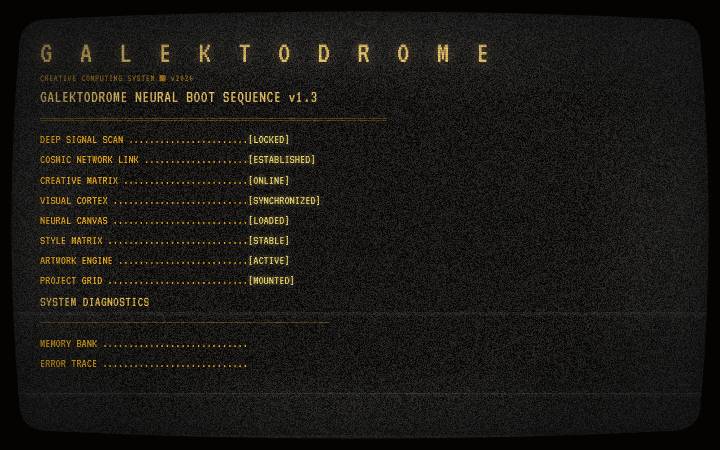 G A L E K T O D R O M E
CREATIVE COMPUTING SYSTEM ■ v2026
GALEKTODROME NEURAL BOOT SEQUENCE v1.3
DEEP SIGNAL SCAN .......................[LOCKED]
COSMIC NETWORK LINK ....................[ESTABLISHED]
CREATIVE MATRIX ........................[ONLINE]
VISUAL CORTEX ..........................[SYNCHRONIZED]
NEURAL CANVAS ..........................[LOADED]
STYLE MATRIX ...........................[STABLE]
ARTWORK ENGINE .........................[ACTIVE]
PROJECT GRID ...........................[MOUNTED]
SYSTEM DIAGNOSTICS
MEMORY BANK ............................
ERROR TRACE ............................